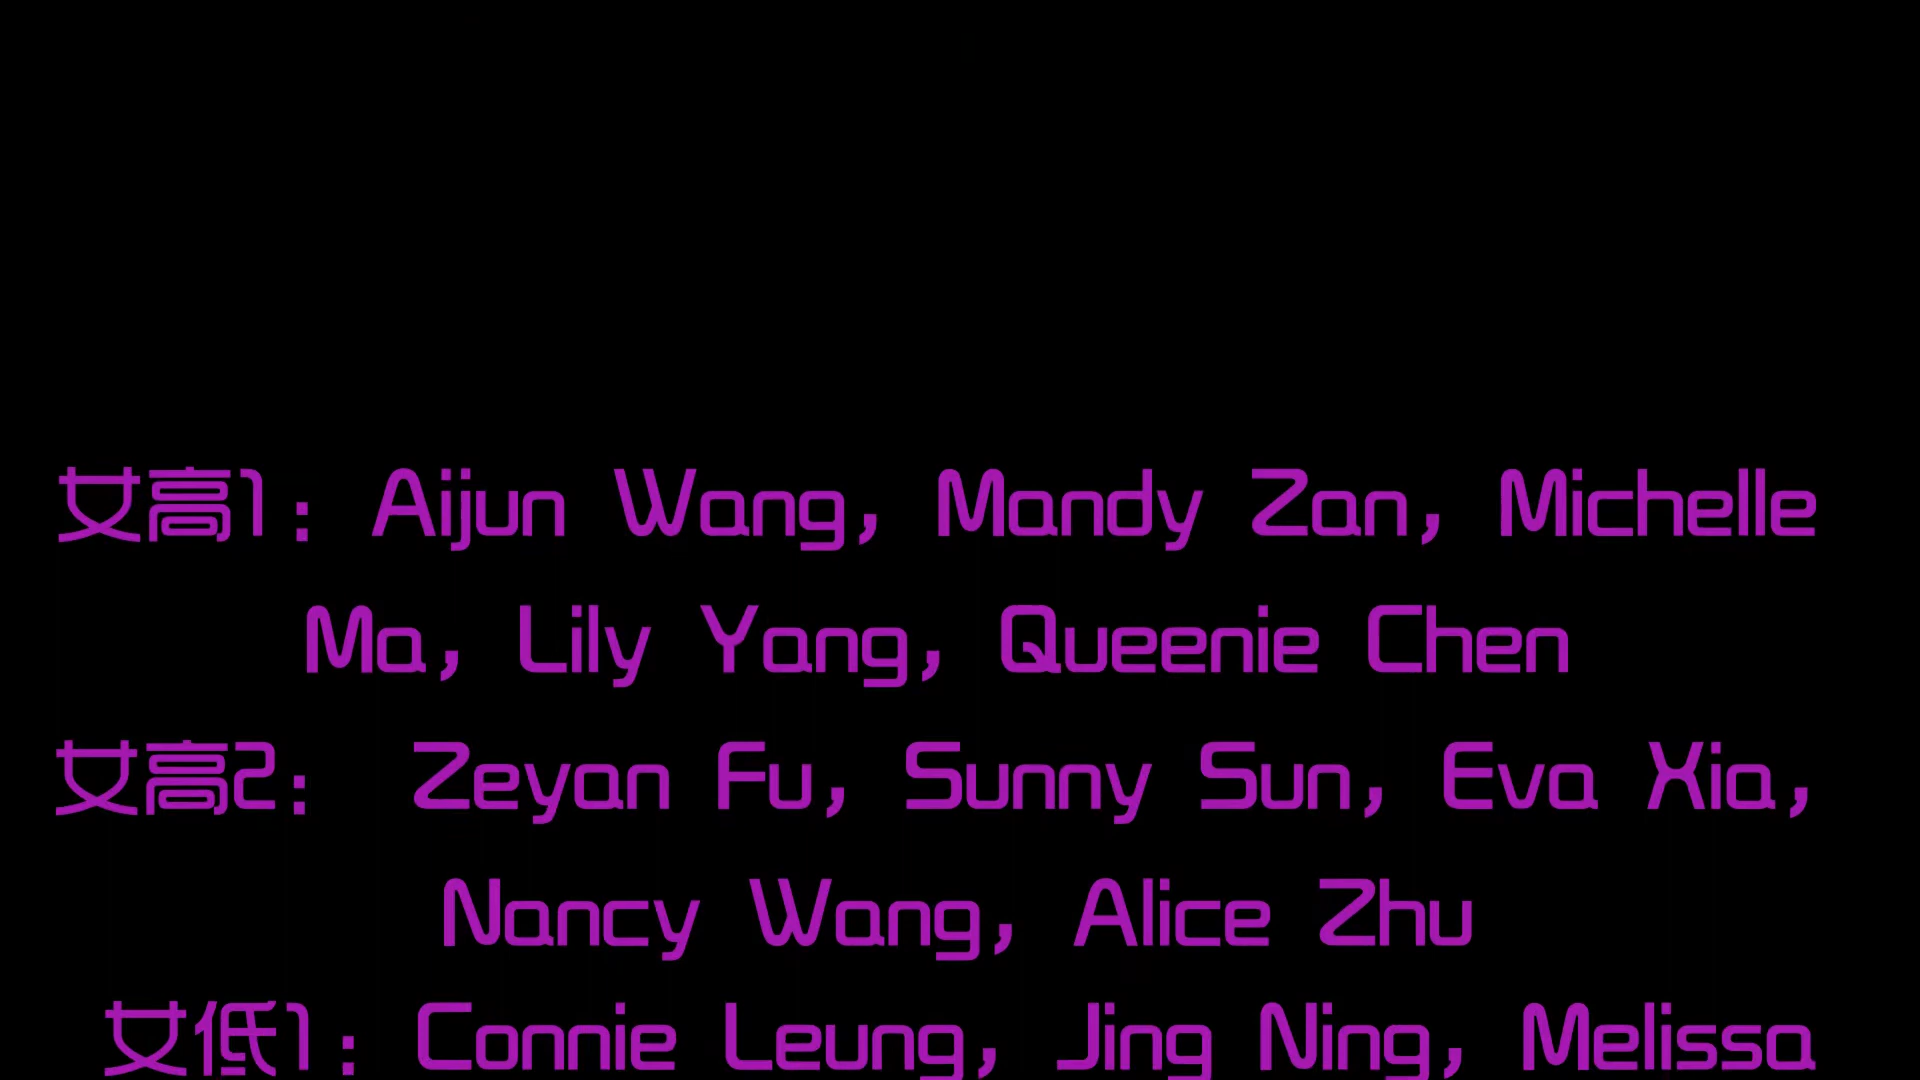 女高1：Aijun Wang, Mandy Zan, Michelle
Ma, Lily Yang, Queenie Chen
女高2： Zeyan Fu, Sunny Sun, Eva Xia,
Nancy Wang, Alice Zhu
女低1：Connie Leung, Jing Ning, Melissa